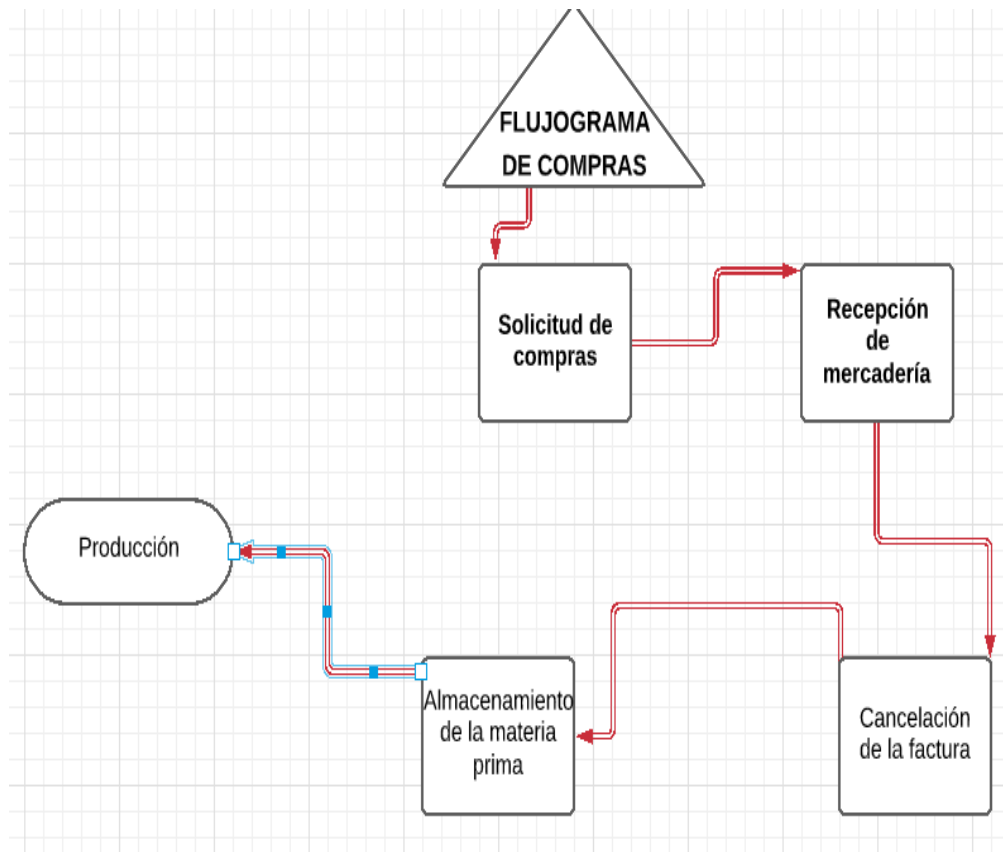 FLUJOGRAMA
DE COMPRAS
Solicitud de
compras
Recepción
de
mercadería
Cancelación
de la factura
Almacenamiento
de la materia
prima
Producción